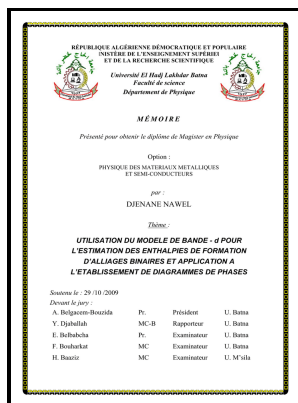 RÉPUBLIQUE ALGÉRIENNE DÉMOCRATIQUE ET POPULAIRE
INISTÈRE DE L'ENSEIGNEMENT SUPÉRIEU
ET DE LA RECHERCHE SCIENTIFIQUE
Université El Hadj Lakhdar Batna
Faculté de science
Département de Physique
MÉMOIRE
Présenté pour obtenir le diplôme de Magister en Physique
Option :
PHYSIQUE DES MATERIAUX METALLIQUES
ET SEMI-CONDUCTEURS
par :
DJENANE NAWEL
Thème :
UTILISATION DU MODELE DE BANDE - d POUR
L'ESTIMATION DES ENTHALPIES DE FORMATION
D'ALLIAGES BINAIRES ET APPLICATION A
L'ETABLISSEMENT DE DIAGRAMMES DE PHASES
Soutenu le : 29 /10 /2009
Devant le jury :
A. Belgacem-Bouzida Pr. Président U. Batna
Y. Djaballah MC-B Rapporteur U. Batna
E. Belbahcha Pr. Examinateur U. Batna
F. Bouharkat MC Examinateur U. Batna
H. Baaziz MC Examinateur U. M'sila